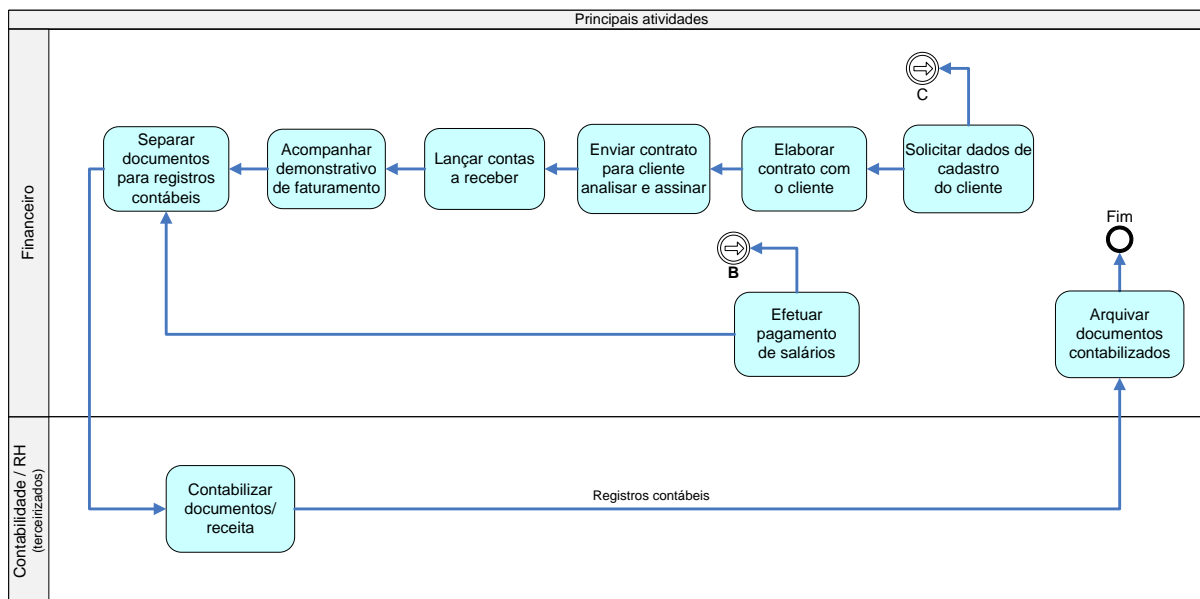 Principais atividades
Financeiro
C
Separar
documentos
para registros
contábeis
Acompanhar
demonstrativo
de faturamento
Lançar contas
a receber
Enviar contrato
para cliente
analisar e assinar
Elaborar
contrato com
o cliente
Solicitar dados de
cadastro
do cliente
Fim
B
Efetuar
pagamento
de salários
Arquivar
documentos
contabilizados
Contabilidade / RH
(terceirizados)
Contabilizar
documentos/
receita
Registros contábeis